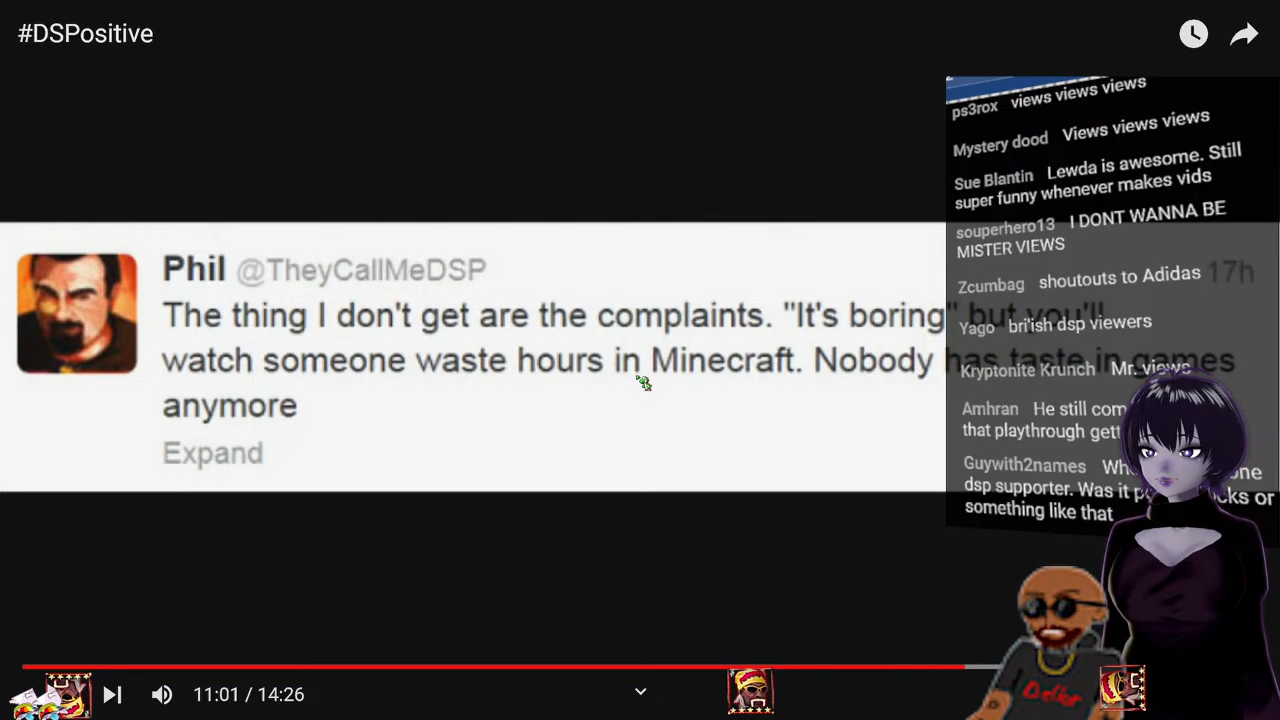 #DSPositive
ps3rox views views views
Mystery dood Views views views
Sue Blantin Lewda is awesome. Still
super funny whenever makes vids
souperhero13 I DONT WANNA BE
MISTER VIEWS
Zcumbag shoutouts to Adidas
Yago bri'ish dsp viewers
Kryptonite Krunch Mr. views
Amhran He still com
that playthrough gett
Guywith2names Wh ne
dsp supporter. Was it p cks or
something like that
Phil @TheyCallMeDSP 17h
The thing I don't get are the complaints. "It's boring" but you'll
watch someone waste hours in Minecraft. Nobody has taste in games
anymore
Expand
Dellor
11:01 / 14:26